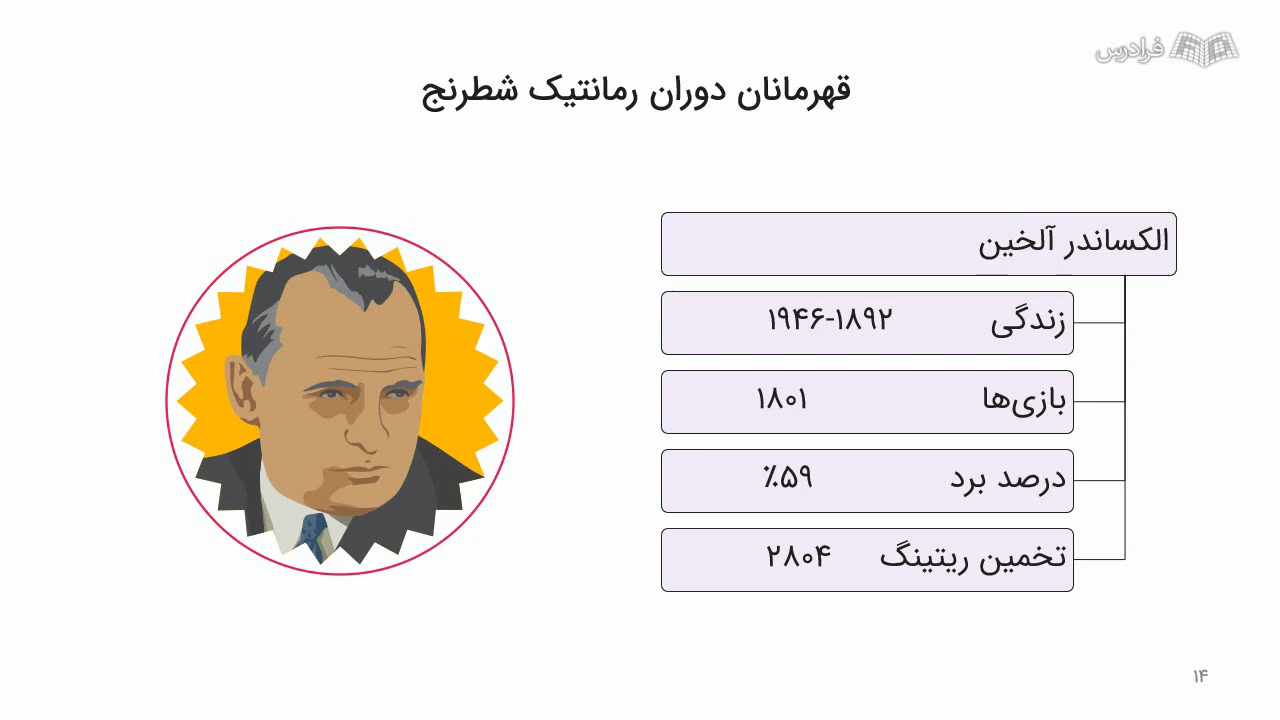 فرادرس
قهرمانان دوران رمانتیک شطرنج
الکساندر آلخین
زندگی ۱۸۹۲-۱۹۴۶
بازی‌ها ۱۸۰۱
درصد برد ۵۹٪
تخمین ریتینگ ۲۸۰۴
۱۴